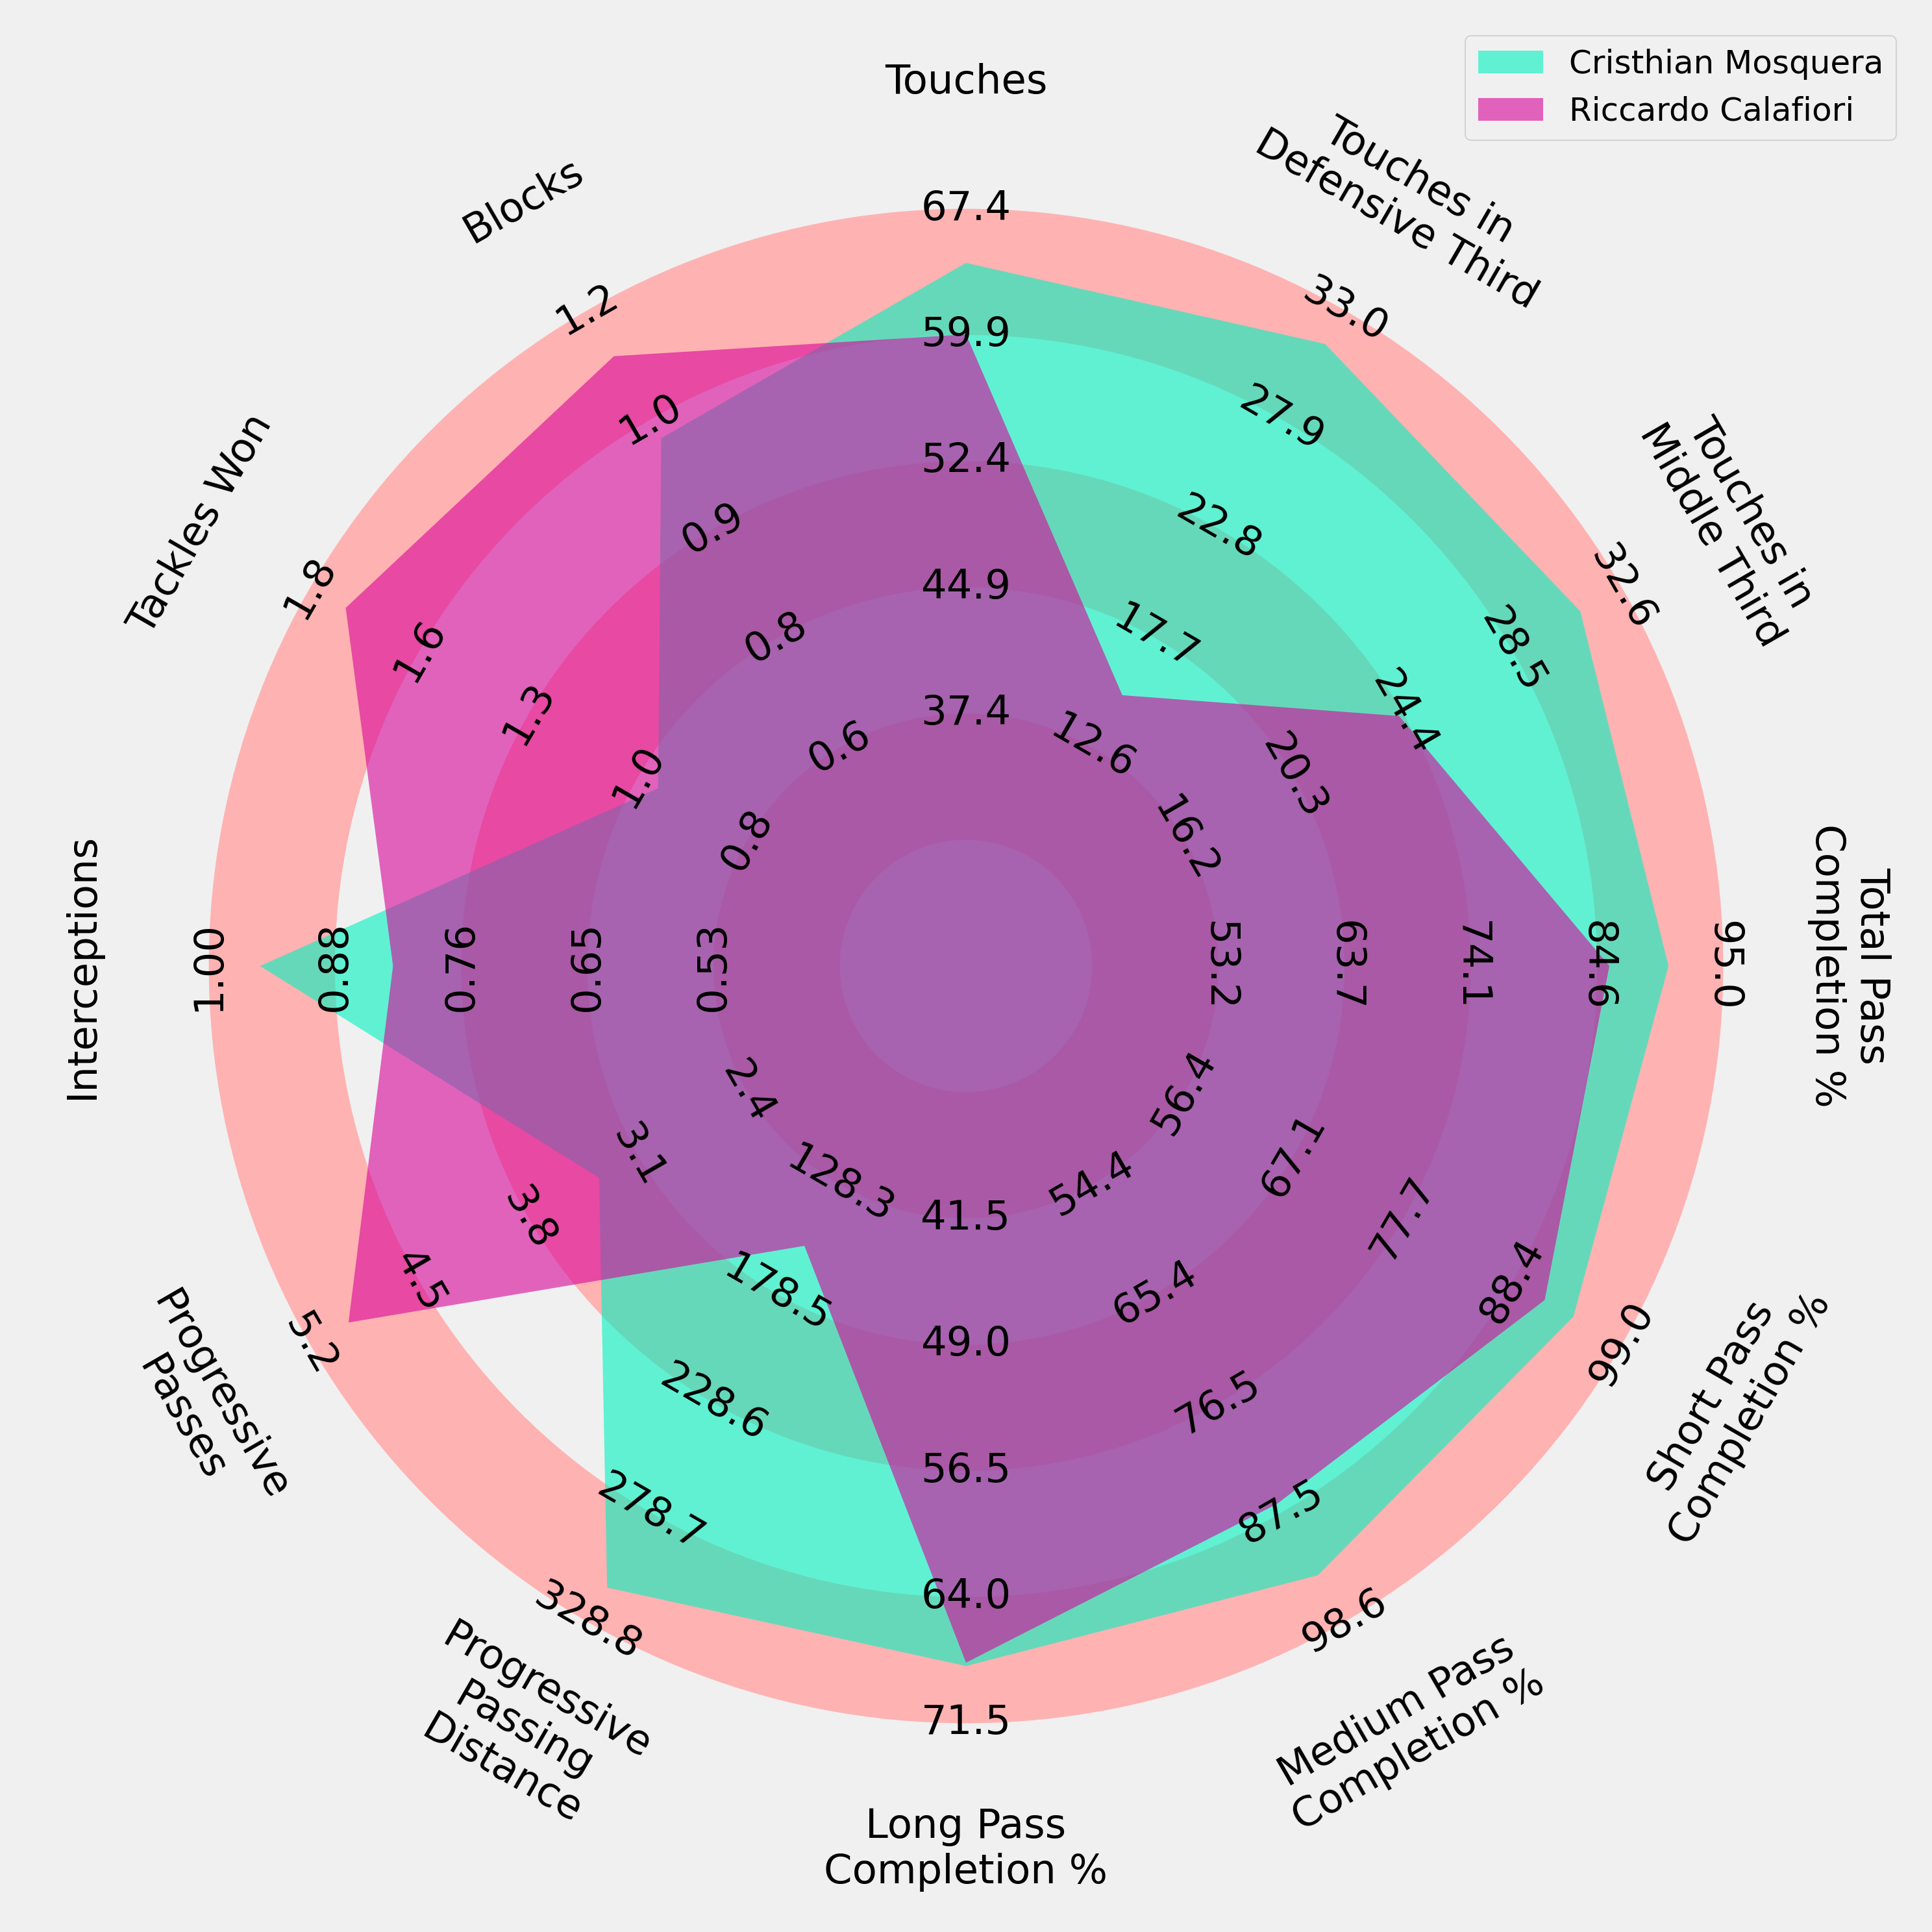 Cristhian Mosquera
Riccardo Calafiori
Touches
67.4
59.9
52.4
44.9
37.4
Touches in
Defensive Third
33.0
27.9
22.8
17.7
12.6
Touches in
Middle Third
32.6
28.5
24.4
20.3
16.2
Total Pass
Completion %
95.0
84.6
74.1
63.7
53.2
Short Pass
Completion %
99.0
88.4
77.7
67.1
56.4
Medium Pass
Completion %
98.6
87.5
76.5
65.4
54.4
Long Pass
Completion %
71.5
64.0
56.5
49.0
41.5
Progressive
Passing
Distance
328.8
278.7
228.6
178.5
128.3
Progressive
Passes
5.2
4.5
3.8
3.1
2.4
Interceptions
1.00
0.88
0.76
0.65
0.53
Tackles Won
1.8
1.6
1.3
1.0
0.8
Blocks
1.2
1.0
0.9
0.8
0.6